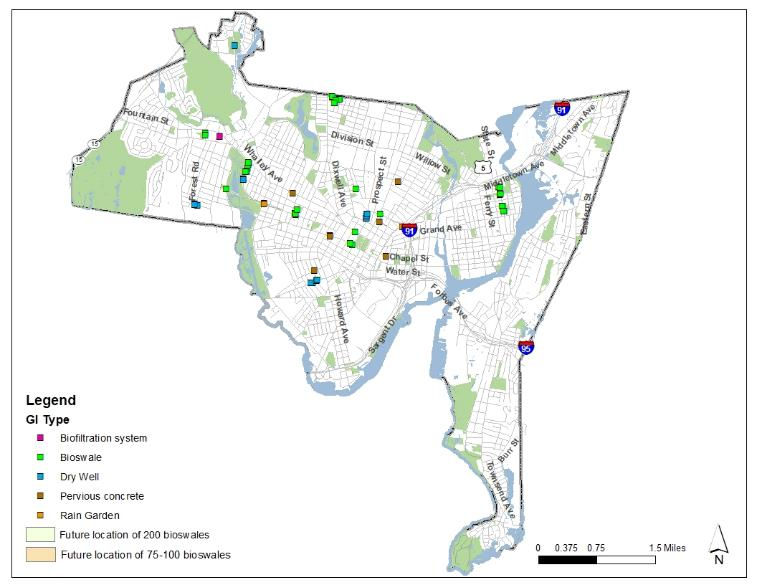 91
Fountain St
State St
Middletown Ave
15
Division St
15
Whalley Ave
Willow St
5
Dixwell Ave
Prospect St
Middletown Ave
Forest Rd
Ferry St
Eastern St
91
Grand Ave
Chapel St
Water St
Forbes Ave
Howard Ave
Sargent Dr
95
Legend
GI Type
Biofiltration system
Bioswale
Burr St
Dry Well
Townsend Ave
Pervious concrete
Rain Garden
Future location of 200 bioswales
0 0.375 0.75 1.5 Miles
Future location of 75-100 bioswales
N